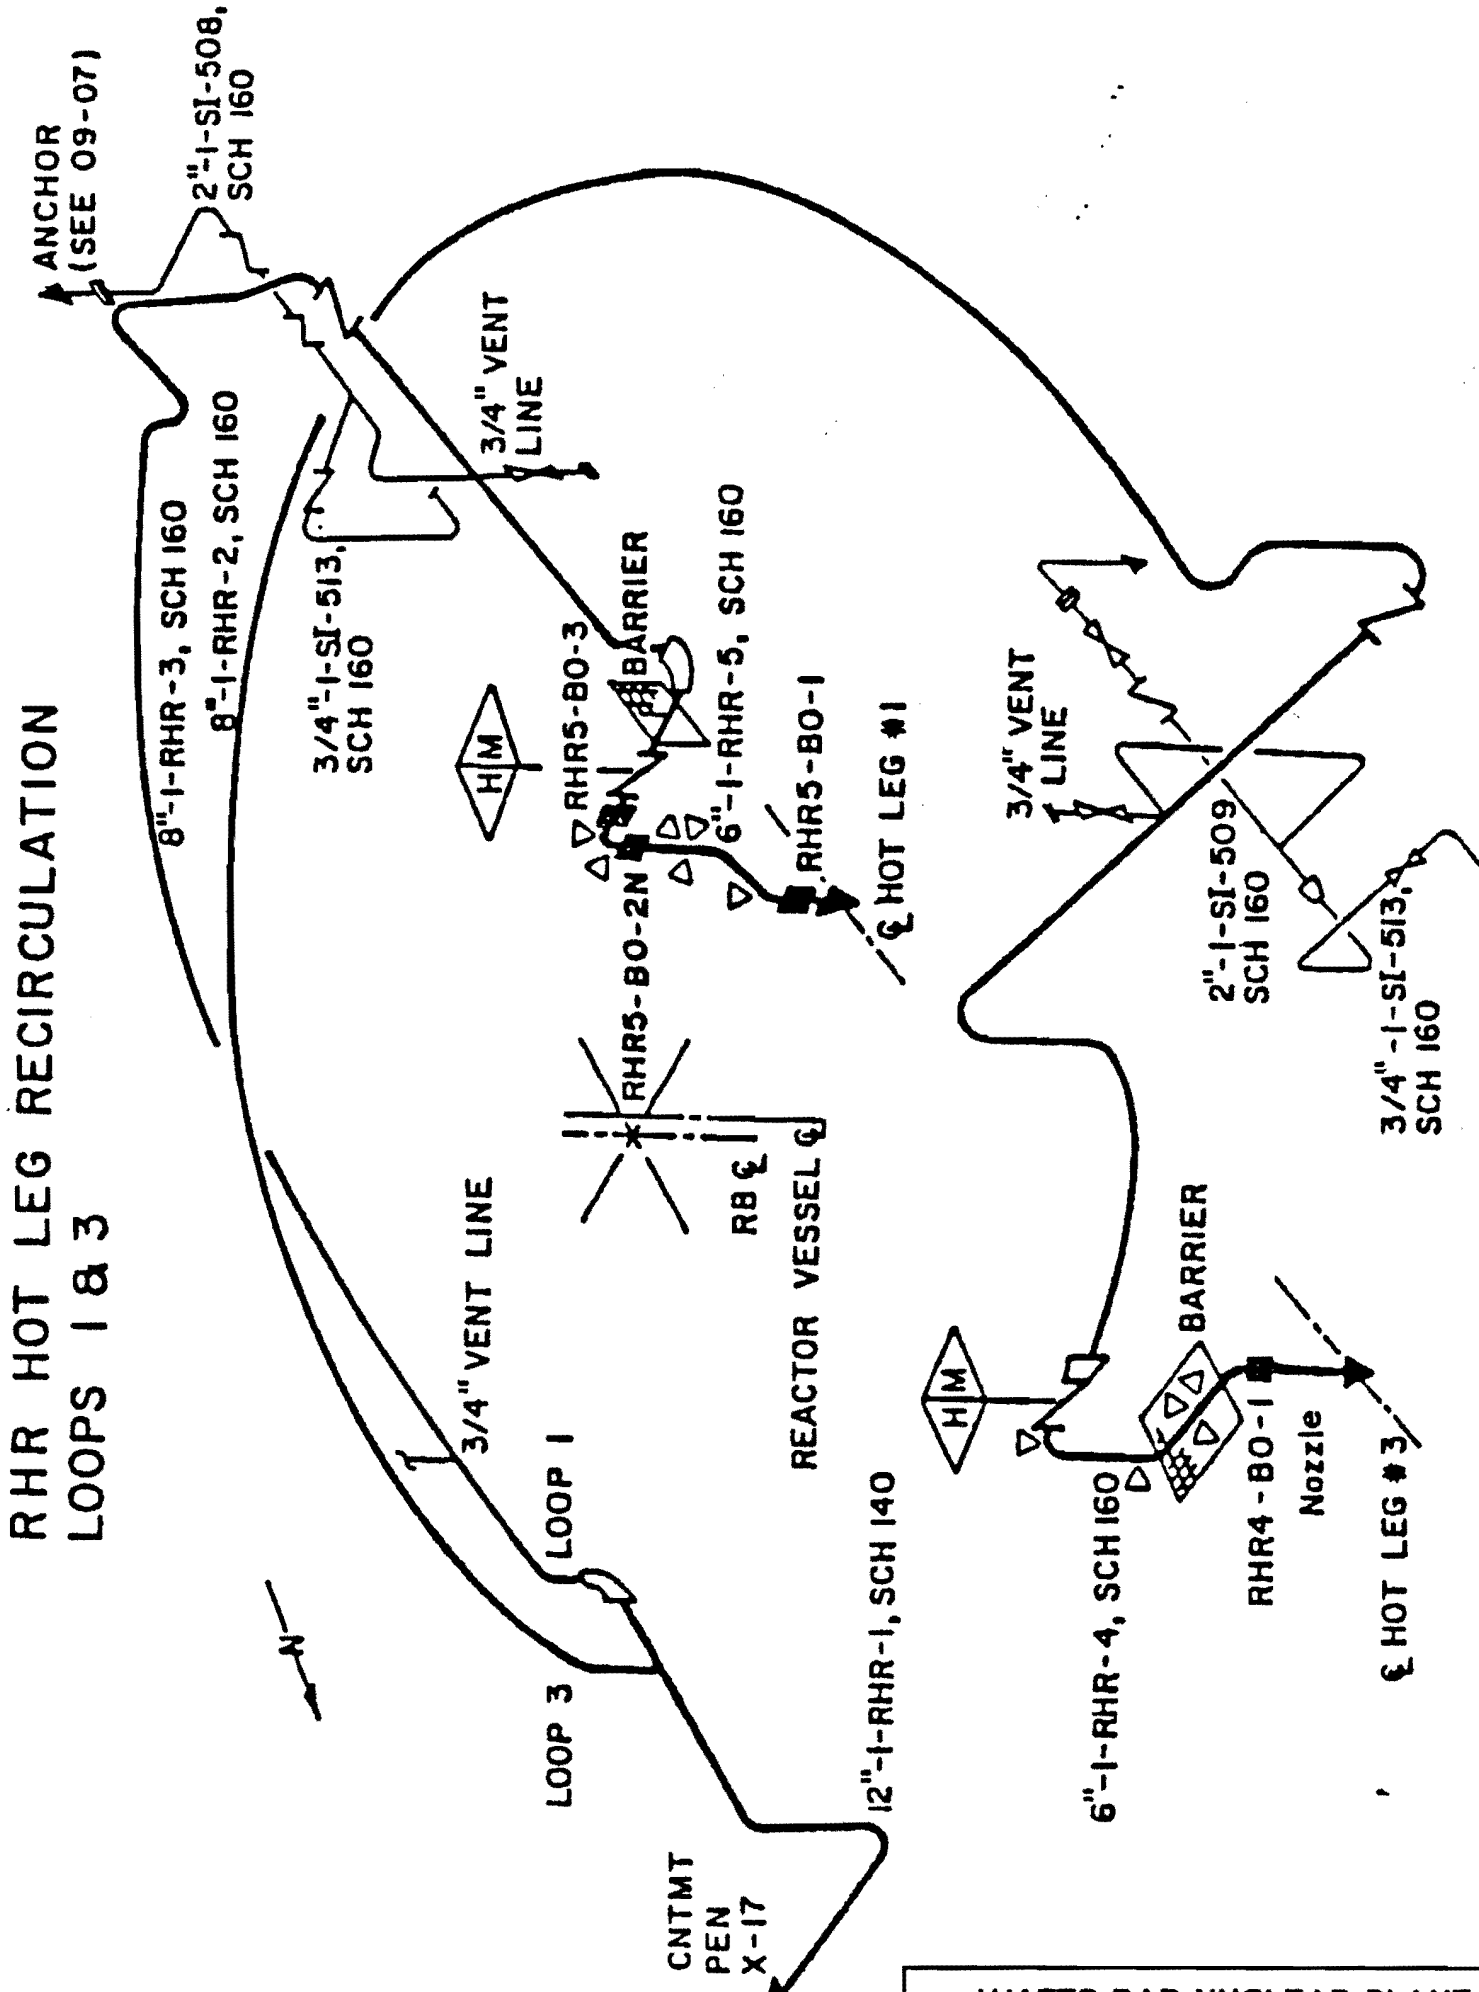 RHR HOT LEG RECIRCULATION
LOOPS 1 & 3
ANCHOR
(SEE 09-07)
2"-1-SI-508,
SCH 160
8"-1-RHR-3, SCH 160
8"-1-RHR-2, SCH 160
3/4"-1-SI-513,
SCH 160
3/4" VENT
LINE
N
3/4" VENT LINE
LOOP 1
LOOP 3
H M
RHR5-BO-3
BARRIER
6"-1-RHR-5, SCH 160
RHR5-BO-2N
RHR5-BO-1
℄ HOT LEG #1
RB ℄
REACTOR VESSEL ℄
CNTMT
PEN
X-17
12"-1-RHR-1, SCH 140
3/4" VENT
LINE
2"-1-SI-509
SCH 160
3/4"-1-SI-513,
SCH 160
H M
BARRIER
6"-1-RHR-4, SCH 160
RHR4-BO-1
Nozzle
℄ HOT LEG #3